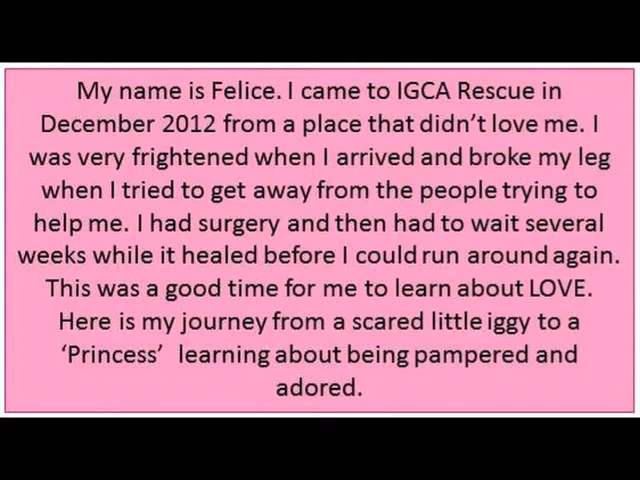 My name is Felice. I came to IGCA Rescue in
December 2012 from a place that didn’t love me. I
was very frightened when I arrived and broke my leg
when I tried to get away from the people trying to
help me. I had surgery and then had to wait several
weeks while it healed before I could run around again.
This was a good time for me to learn about LOVE.
Here is my journey from a scared little iggy to a
‘Princess’ learning about being pampered and
adored.